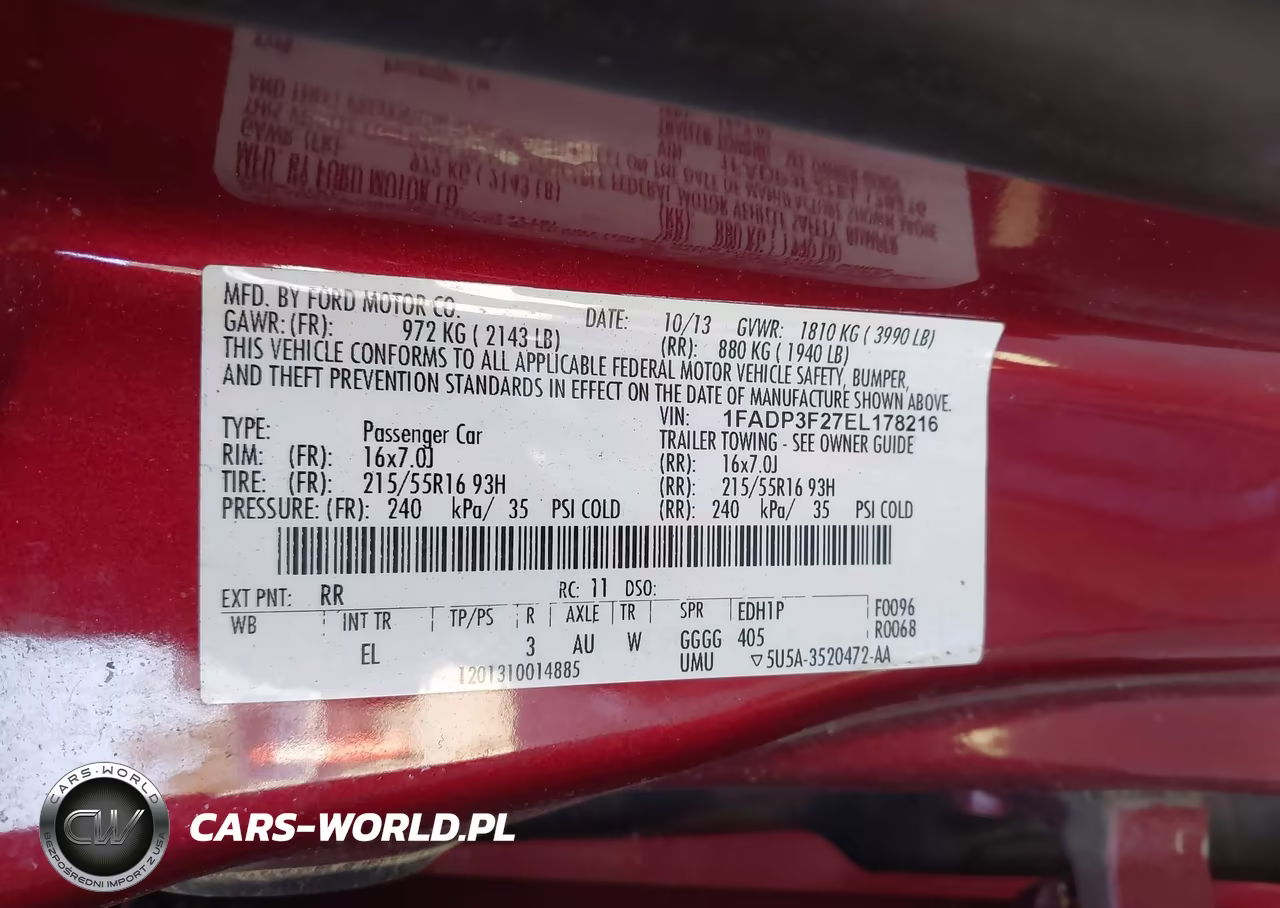 MFD. BY FORD MOTOR CO. DATE: 10/13 GVWR: 1810 KG ( 3990 LB)
GAWR: (FR): 972 KG ( 2143 LB) (RR): 880 KG ( 1940 LB)
THIS VEHICLE CONFORMS TO ALL APPLICABLE FEDERAL MOTOR VEHICLE SAFETY, BUMPER,
AND THEFT PREVENTION STANDARDS IN EFFECT ON THE DATE OF MANUFACTURE SHOWN ABOVE.
VIN: 1FADP3F27EL178216
TYPE: Passenger Car TRAILER TOWING - SEE OWNER GUIDE
RIM: (FR): 16x7.0J (RR): 16x7.0J
TIRE: (FR): 215/55R16 93H (RR): 215/55R16 93H
PRESSURE: (FR): 240 kPa/ 35 PSI COLD (RR): 240 kPa/ 35 PSI COLD
EXT PNT: RR RC: 11 DSO:
WB INT TR TP/PS R AXLE TR SPR EDH1P F0096
EL 3 AU W GGGG 405 R0068
1201310014885 UMU ▽5U5A-3520472-AA
CARS-WORLD
CW
BEZPOŚREDNI IMPORT Z USA
CARS-WORLD.PL